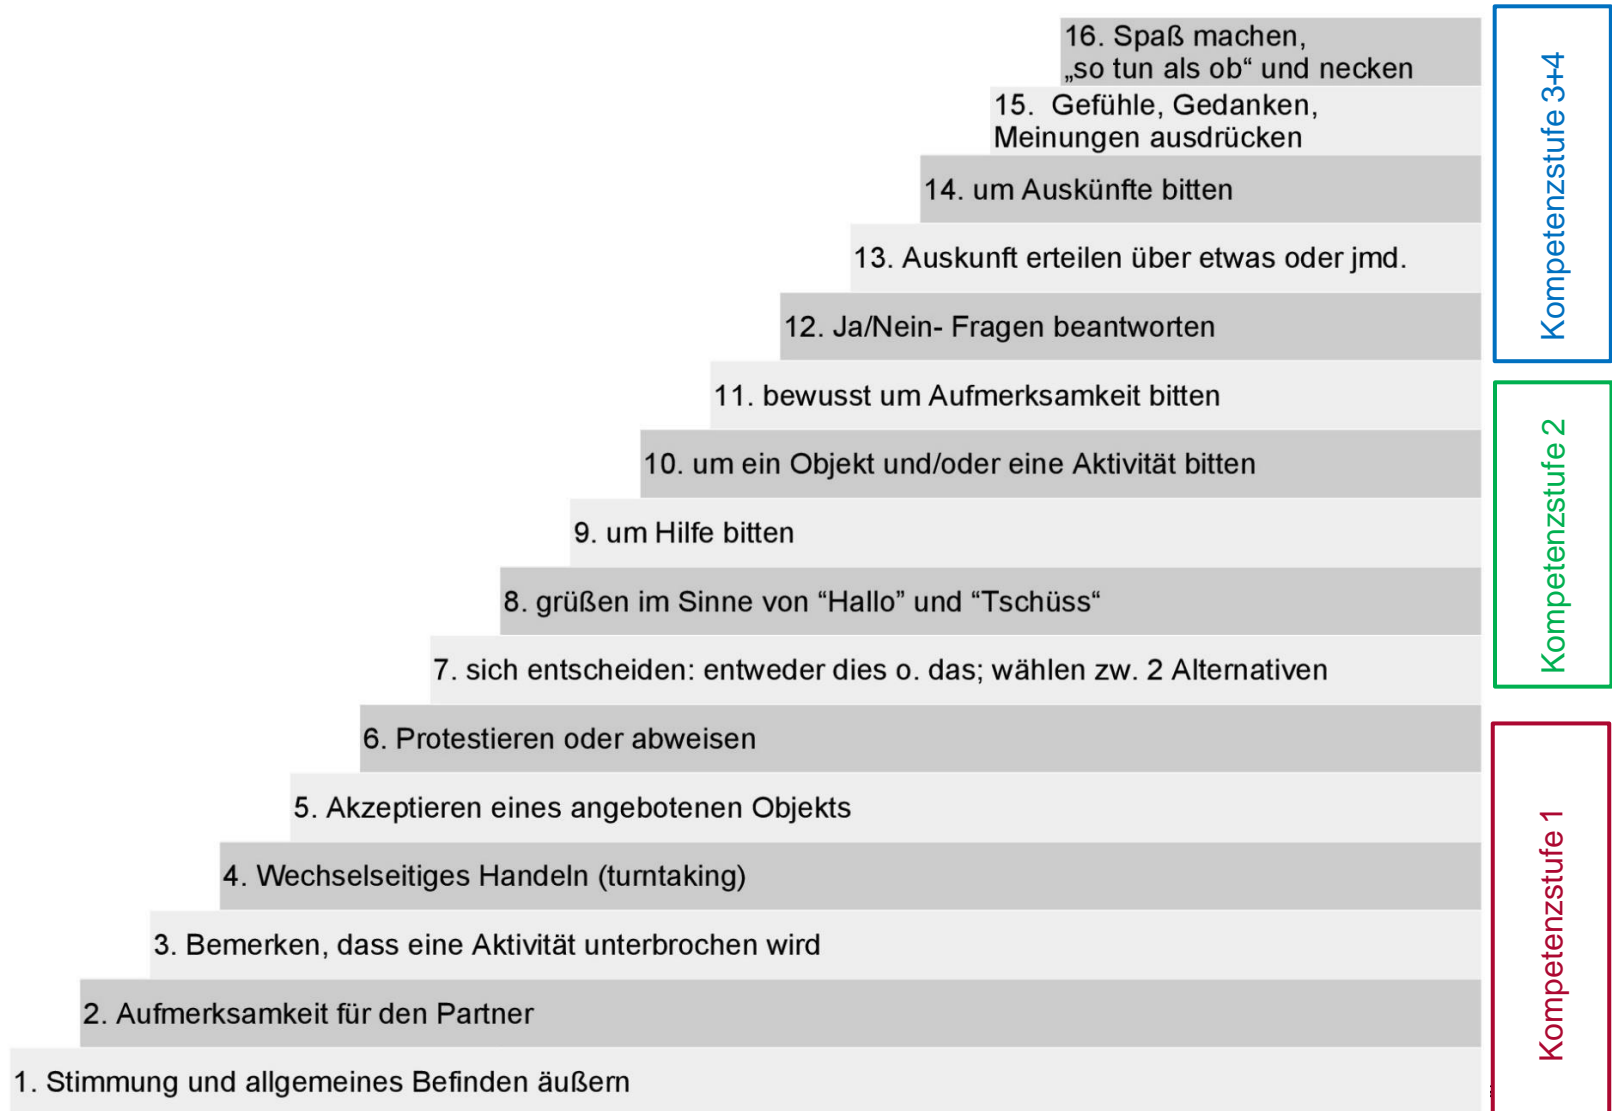 16. Spaß machen,
„so tun als ob“ und necken
15. Gefühle, Gedanken,
Meinungen ausdrücken
14. um Auskünfte bitten
13. Auskunft erteilen über etwas oder jmd.
12. Ja/Nein- Fragen beantworten
11. bewusst um Aufmerksamkeit bitten
10. um ein Objekt und/oder eine Aktivität bitten
9. um Hilfe bitten
8. grüßen im Sinne von “Hallo” und “Tschüss“
7. sich entscheiden: entweder dies o. das; wählen zw. 2 Alternativen
6. Protestieren oder abweisen
5. Akzeptieren eines angebotenen Objekts
4. Wechselseitiges Handeln (turntaking)
3. Bemerken, dass eine Aktivität unterbrochen wird
2. Aufmerksamkeit für den Partner
1. Stimmung und allgemeines Befinden äußern
Kompetenzstufe 3+4
Kompetenzstufe 2
Kompetenzstufe 1